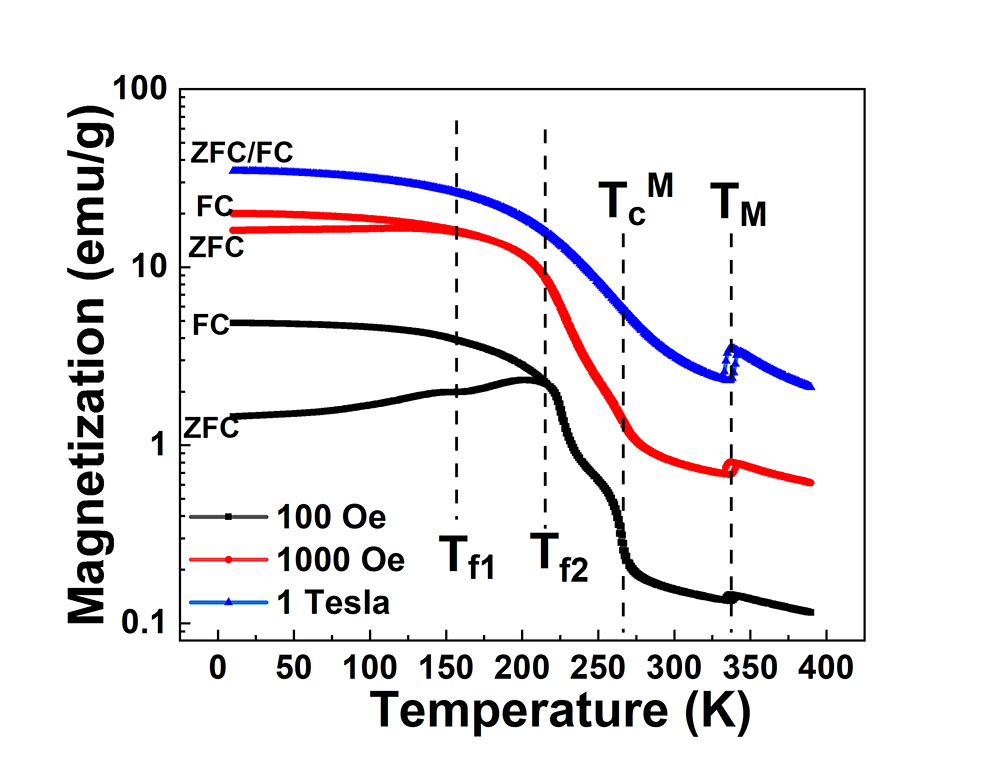 100
10
1
0.1
Magnetization (emu/g)
ZFC/FC
FC
ZFC
FC
ZFC
T_c^M
T_M
T_f1
T_f2
100 Oe
1000 Oe
1 Tesla
0 50 100 150 200 250 300 350 400
Temperature (K)